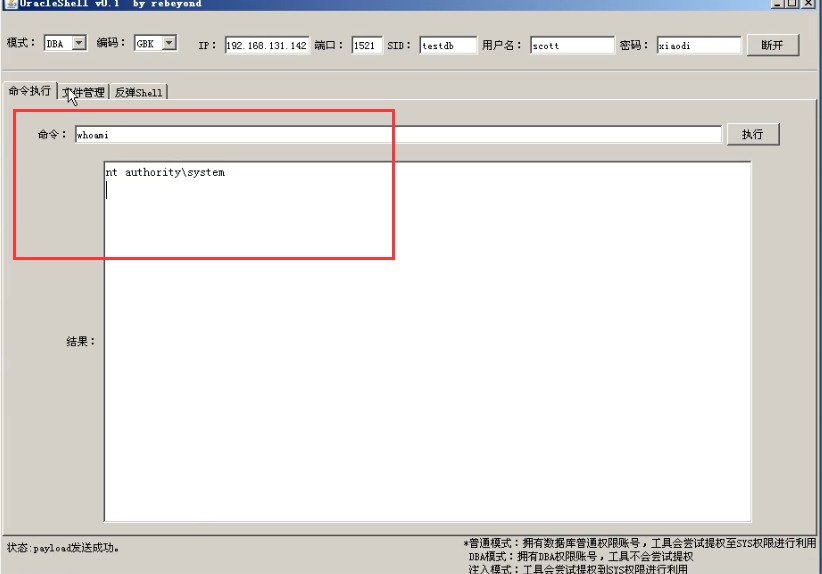 OracleShell v0.1 by rebeyond
模式： DBA 编码： GBK IP： 192.168.131.142 端口： 1521 SID： testdb 用户名： scott 密码： xiaodi 断开
命令执行 文件管理 反弹Shell
命令： whoami 执行
nt authority\system
结果：
状态:payload发送成功。
*普通模式：拥有数据库普通权限账号，工具会尝试提权至SYS权限进行利用
DBA模式：拥有DBA权限账号，工具不会尝试提权
注入模式：工具会尝试提权到SYS权限进行利用